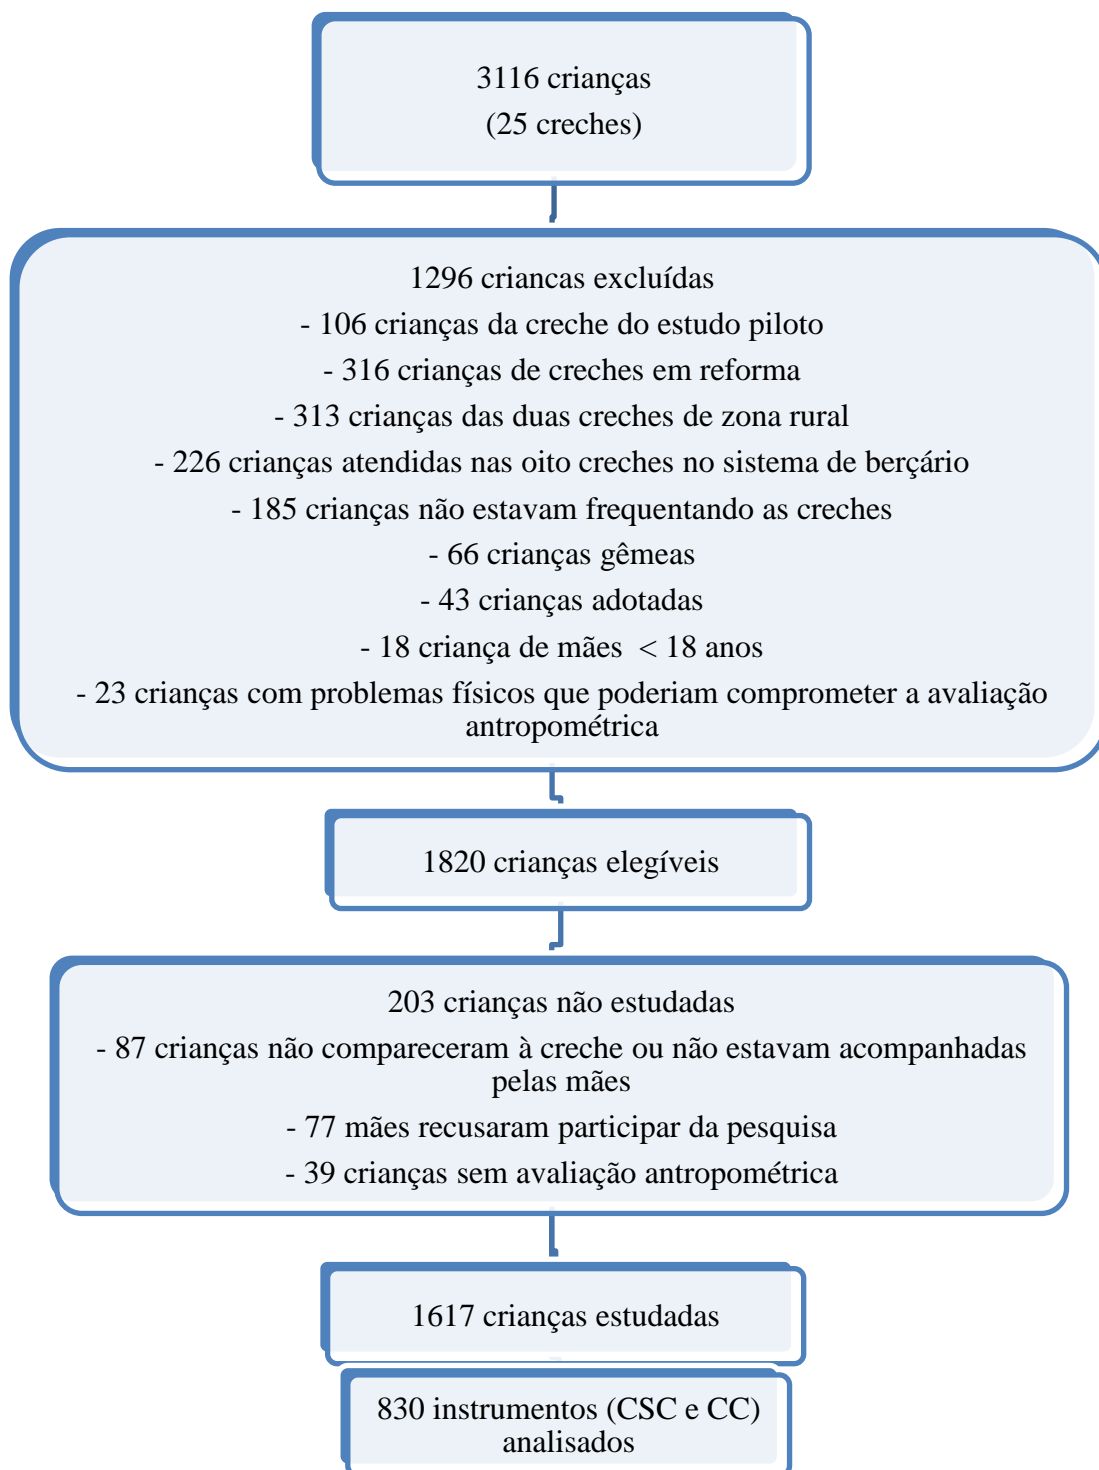 3116 crianças
(25 creches)
1296 criancas excluídas
- 106 crianças da creche do estudo piloto
- 316 crianças de creches em reforma
- 313 crianças das duas creches de zona rural
- 226 crianças atendidas nas oito creches no sistema de berçário
- 185 crianças não estavam frequentando as creches
- 66 crianças gêmeas
- 43 crianças adotadas
- 18 criança de mães < 18 anos
- 23 crianças com problemas físicos que poderiam comprometer a avaliação
antropométrica
1820 crianças elegíveis
203 crianças não estudadas
- 87 crianças não compareceram à creche ou não estavam acompanhadas
pelas mães
- 77 mães recusaram participar da pesquisa
- 39 crianças sem avaliação antropométrica
1617 crianças estudadas
830 instrumentos (CSC e CC)
analisados